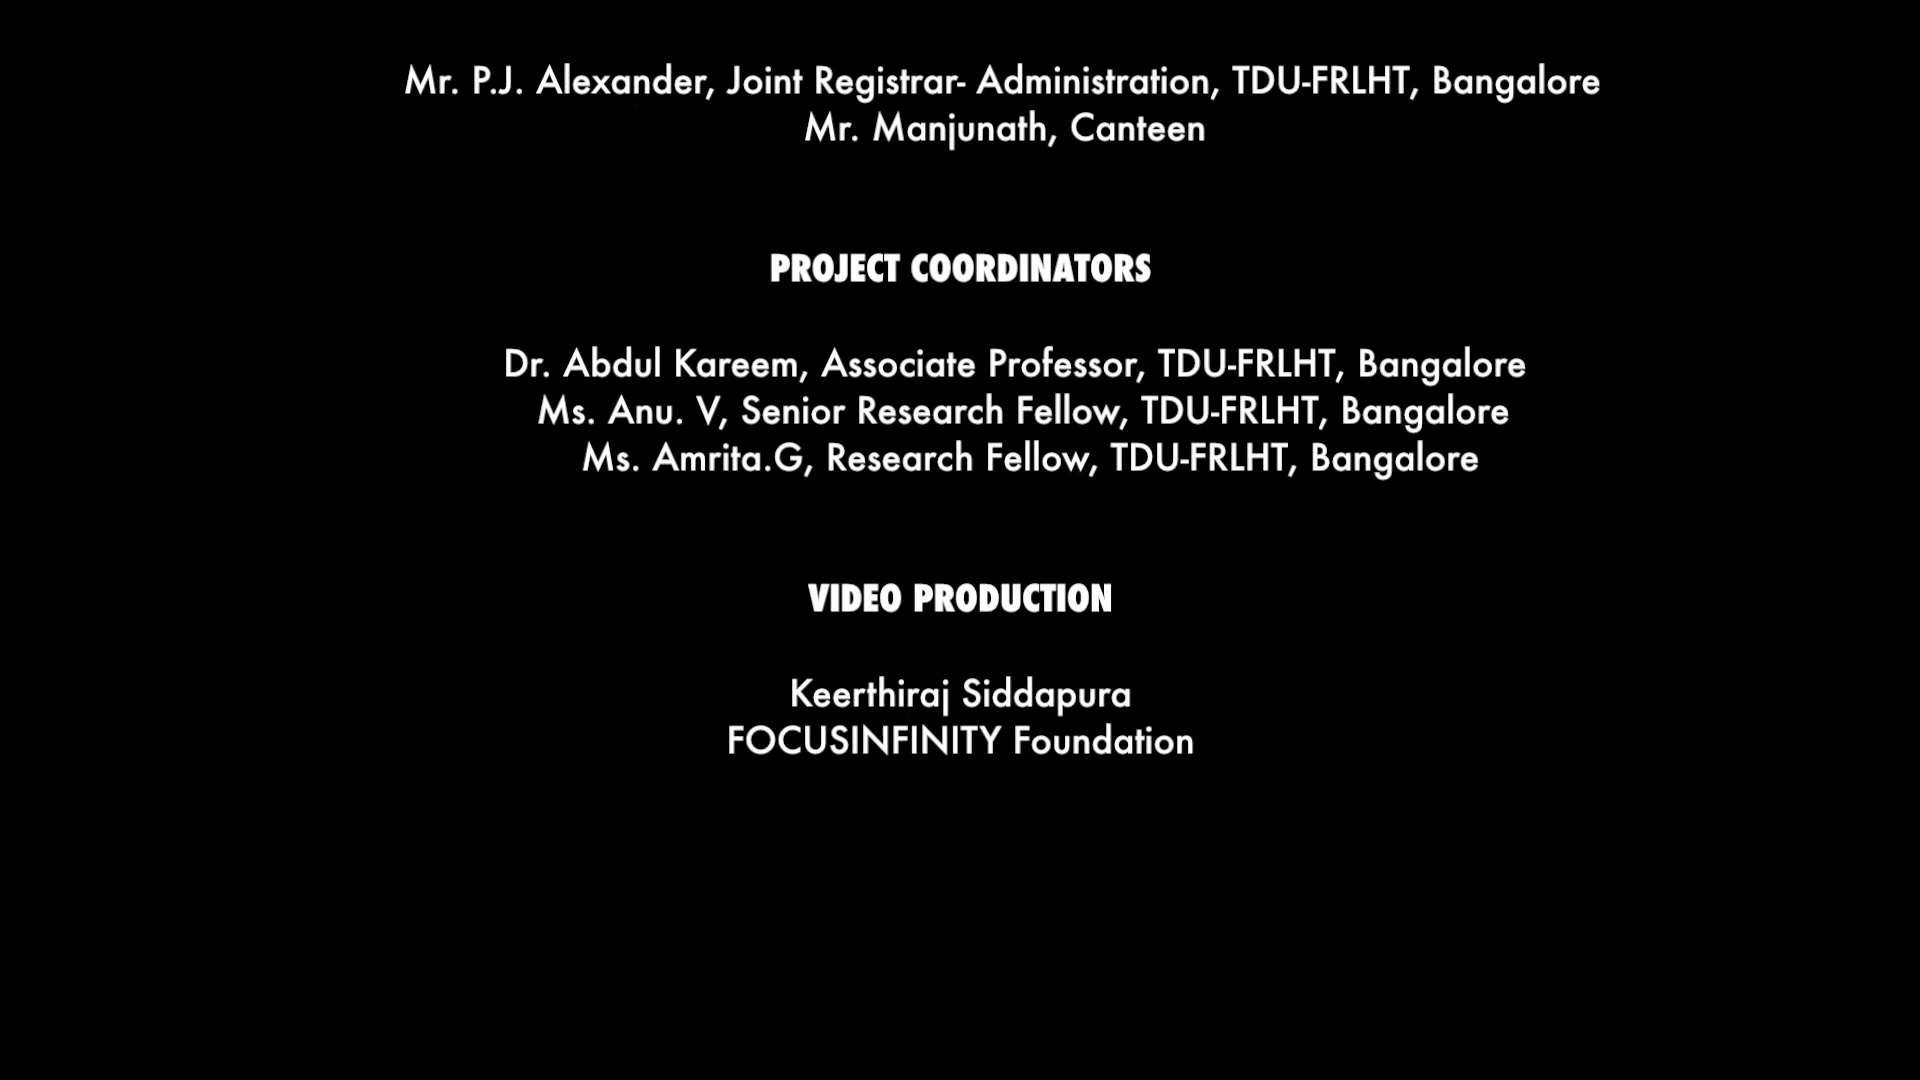 Mr. P.J. Alexander, Joint Registrar- Administration, TDU-FRLHT, Bangalore
Mr. Manjunath, Canteen
PROJECT COORDINATORS
Dr. Abdul Kareem, Associate Professor, TDU-FRLHT, Bangalore
Ms. Anu. V, Senior Research Fellow, TDU-FRLHT, Bangalore
Ms. Amrita.G, Research Fellow, TDU-FRLHT, Bangalore
VIDEO PRODUCTION
Keerthiraj Siddapura
FOCUSINFINITY Foundation